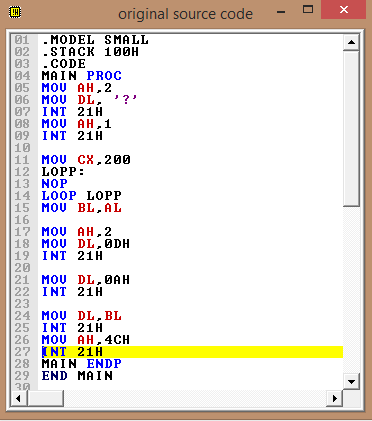 original source code
01 .MODEL SMALL
02 .STACK 100H
03 .CODE
04 MAIN PROC
05 MOV AH,2
06 MOV DL, '?'
07 INT 21H
08 MOV AH,1
09 INT 21H
10
11 MOV CX,200
12 LOPP:
13 NOP
14 LOOP LOPP
15 MOV BL,AL
16
17 MOV AH,2
18 MOV DL,0DH
19 INT 21H
20
21 MOV DL,0AH
22 INT 21H
23
24 MOV DL,BL
25 INT 21H
26 MOV AH,4CH
27 INT 21H
28 MAIN ENDP
29 END MAIN
30